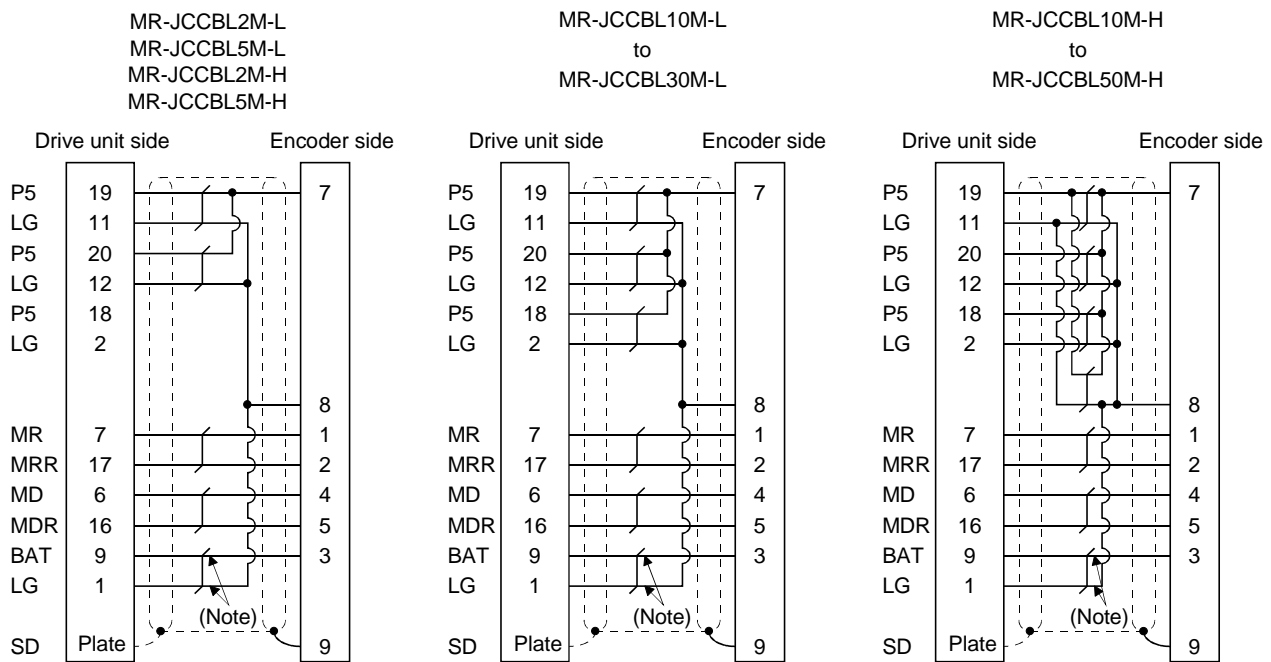 MR-JCCBL2M-L
MR-JCCBL5M-L
MR-JCCBL2M-H
MR-JCCBL5M-H
Drive unit side Encoder side
P5 19 7
LG 11
P5 20
LG 12
P5 18
LG 2
8
MR 7 1
MRR 17 2
MD 6 4
MDR 16 5
BAT 9 3
LG 1
(Note)
SD Plate 9
MR-JCCBL10M-L
to
MR-JCCBL30M-L
Drive unit side Encoder side
P5 19 7
LG 11
P5 20
LG 12
P5 18
LG 2
8
MR 7 1
MRR 17 2
MD 6 4
MDR 16 5
BAT 9 3
LG 1
(Note)
SD Plate 9
MR-JCCBL10M-H
to
MR-JCCBL50M-H
Drive unit side Encoder side
P5 19 7
LG 11
P5 20
LG 12
P5 18
LG 2
8
MR 7 1
MRR 17 2
MD 6 4
MDR 16 5
BAT 9 3
LG 1
(Note)
SD Plate 9